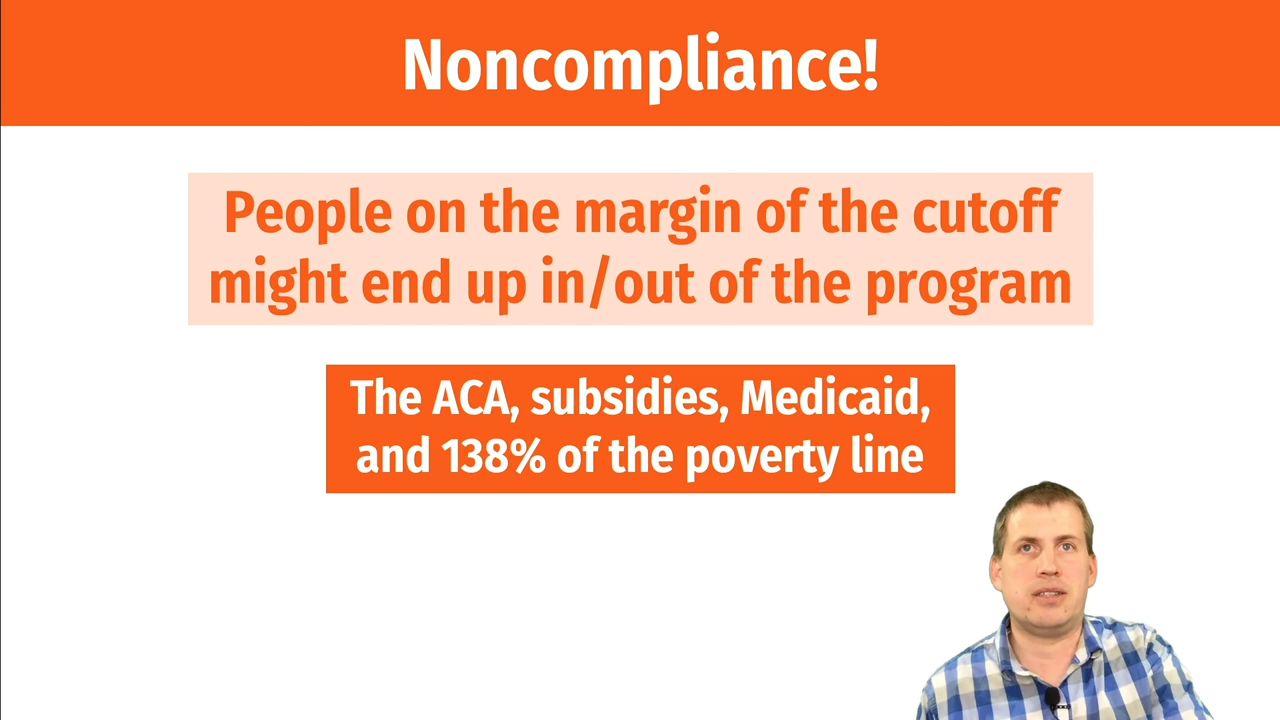 Noncompliance!
People on the margin of the cutoff
might end up in/out of the program
The ACA, subsidies, Medicaid,
and 138% of the poverty line